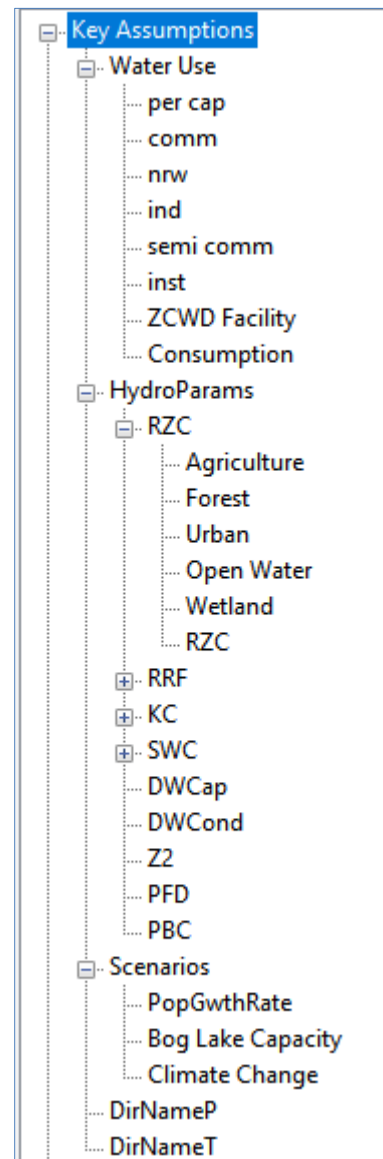 Key Assumptions
Water Use
per cap
comm
nrw
ind
semi comm
inst
ZCWD Facility
Consumption
HydroParams
RZC
Agriculture
Forest
Urban
Open Water
Wetland
RZC
RRF
KC
SWC
DWCap
DWCond
Z2
PFD
PBC
Scenarios
PopGwthRate
Bog Lake Capacity
Climate Change
DirNameP
DirNameT